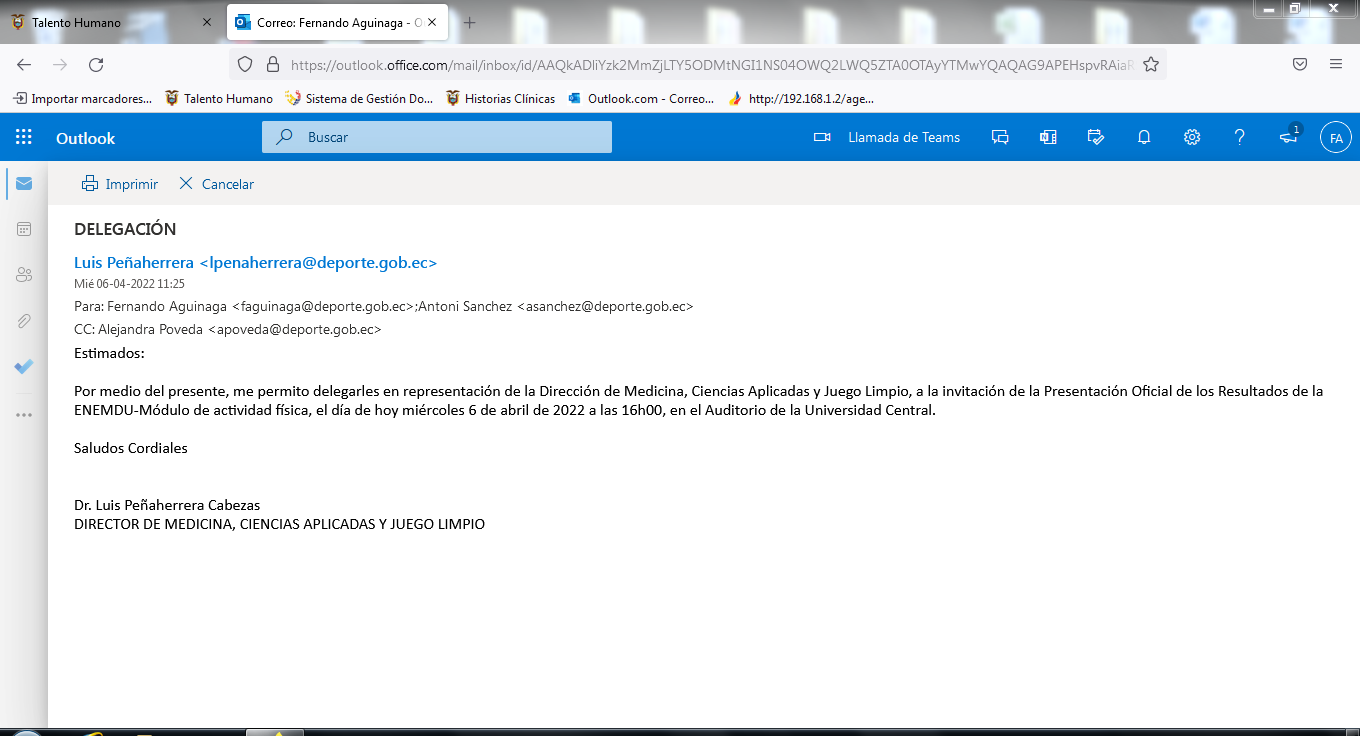 Talento Humano
Correo: Fernando Aguinaga - O
https://outlook.office.com/mail/inbox/id/
Importar marcadores...
Talento Humano
Sistema de Gestión Do...
Historias Clínicas
Outlook.com - Correo...
http://192.168.1.2/age...
Outlook
Buscar
Llamada de Teams
1
FA
Imprimir
Cancelar
DELEGACIÓN
Luis Peñaherrera <lpenaherrera@deporte.gob.ec>
Mié 06-04-2022 11:25
Para: Fernando Aguinaga <faguinaga@deporte.gob.ec>;Antoni Sanchez <asanchez@deporte.gob.ec>
CC: Alejandra Poveda <apoveda@deporte.gob.ec>
Estimados:
Por medio del presente, me permito delegarles en representación de la Dirección de Medicina, Ciencias Aplicadas y Juego Limpio, a la invitación de la Presentación Oficial de los Resultados de la
ENEMDU-Módulo de actividad física, el día de hoy miércoles 6 de abril de 2022 a las 16h00, en el Auditorio de la Universidad Central.
Saludos Cordiales
Dr. Luis Peñaherrera Cabezas
DIRECTOR DE MEDICINA, CIENCIAS APLICADAS Y JUEGO LIMPIO